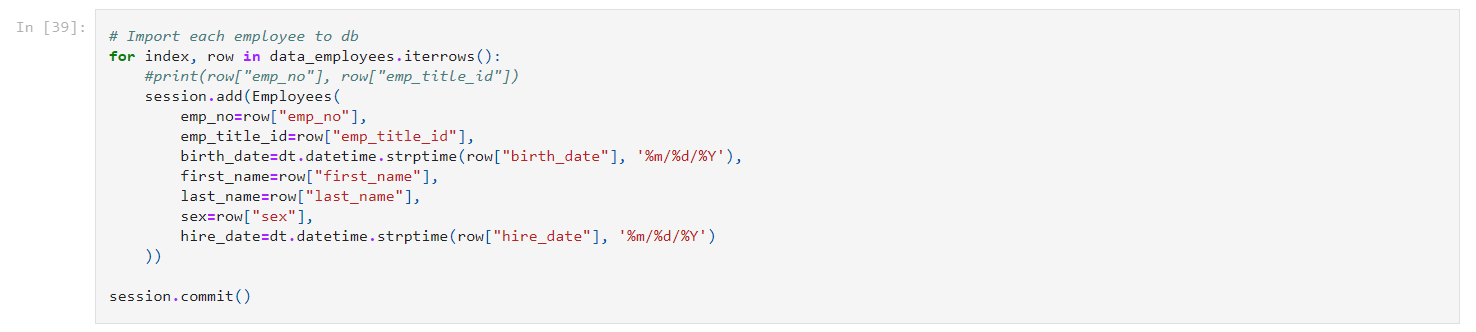 In [39]:
# Import each employee to db
for index, row in data_employees.iterrows():
    #print(row["emp_no"], row["emp_title_id"])
    session.add(Employees(
        emp_no=row["emp_no"],
        emp_title_id=row["emp_title_id"],
        birth_date=dt.datetime.strptime(row["birth_date"], '%m/%d/%Y'),
        first_name=row["first_name"],
        last_name=row["last_name"],
        sex=row["sex"],
        hire_date=dt.datetime.strptime(row["hire_date"], '%m/%d/%Y')
    ))
session.commit()